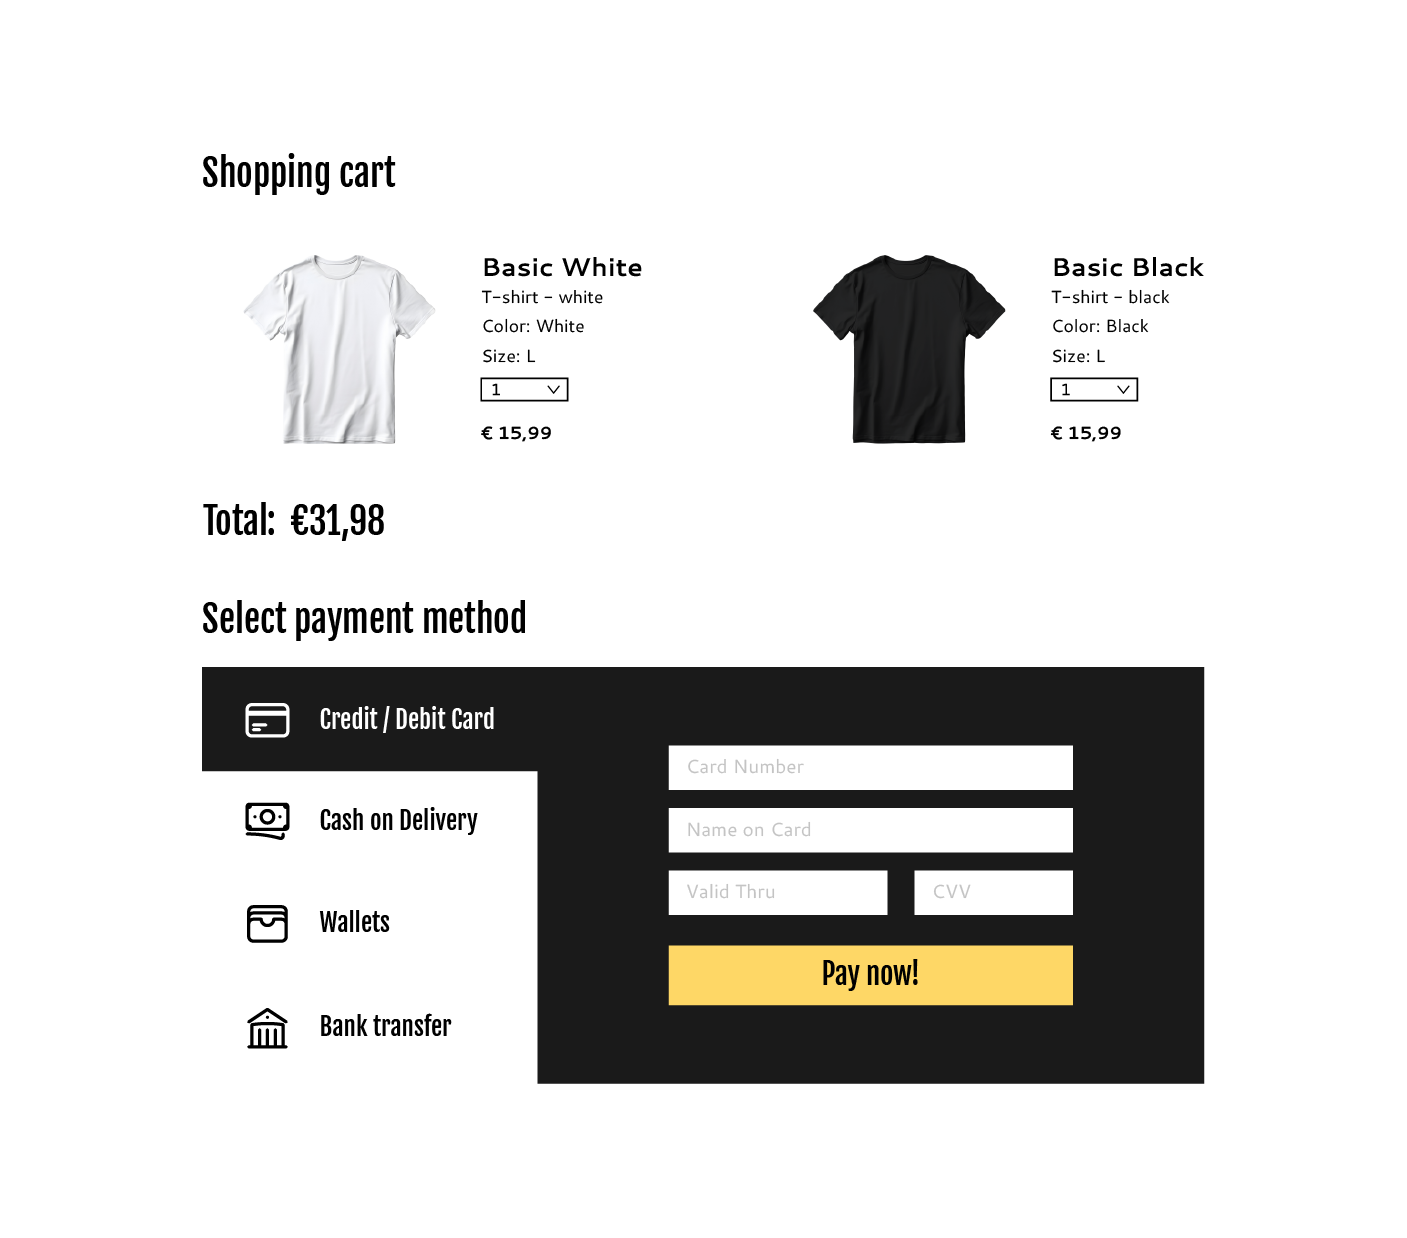 Shopping cart
Basic White
T-shirt - white
Color: White
Size: L
1
€ 15,99
Basic Black
T-shirt - black
Color: Black
Size: L
1
€ 15,99
Total: €31,98
Select payment method
Credit / Debit Card
Cash on Delivery
Wallets
Bank transfer
Card Number
Name on Card
Valid Thru
CVV
Pay now!